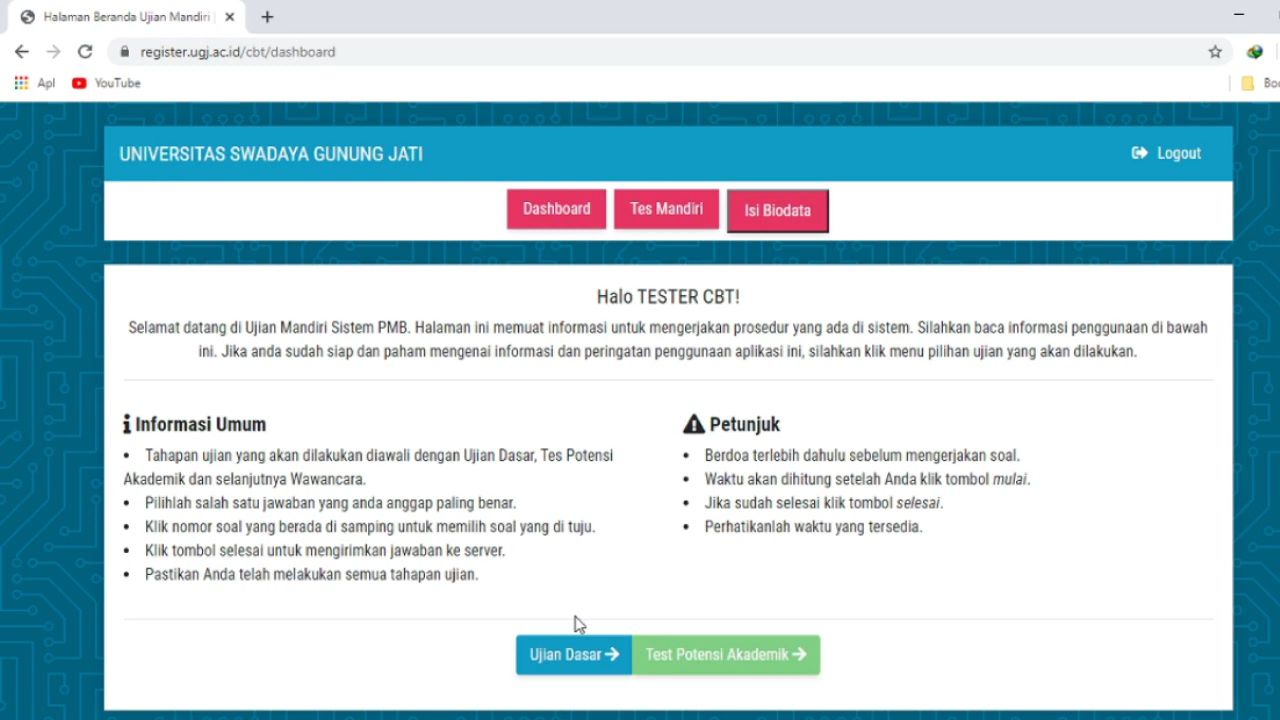 Halaman Beranda Ujian Mandiri
register.ugj.ac.id/cbt/dashboard
Apl YouTube
UNIVERSITAS SWADAYA GUNUNG JATI Logout
Dashboard Tes Mandiri Isi Biodata
Halo TESTER CBT!
Selamat datang di Ujian Mandiri Sistem PMB. Halaman ini memuat informasi untuk mengerjakan prosedur yang ada di sistem. Silahkan baca informasi penggunaan di bawah
ini. Jika anda sudah siap dan paham mengenai informasi dan peringatan penggunaan aplikasi ini, silahkan klik menu pilihan ujian yang akan dilakukan.
Informasi Umum
• Tahapan ujian yang akan dilakukan diawali dengan Ujian Dasar, Tes Potensi
Akademik dan selanjutnya Wawancara.
• Pilihlah salah satu jawaban yang anda anggap paling benar.
• Klik nomor soal yang berada di samping untuk memilih soal yang di tuju.
• Klik tombol selesai untuk mengirimkan jawaban ke server.
• Pastikan Anda telah melakukan semua tahapan ujian.
Petunjuk
• Berdoa terlebih dahulu sebelum mengerjakan soal.
• Waktu akan dihitung setelah Anda klik tombol mulai.
• Jika sudah selesai klik tombol selesai.
• Perhatikanlah waktu yang tersedia.
Ujian Dasar Test Potensi Akademik